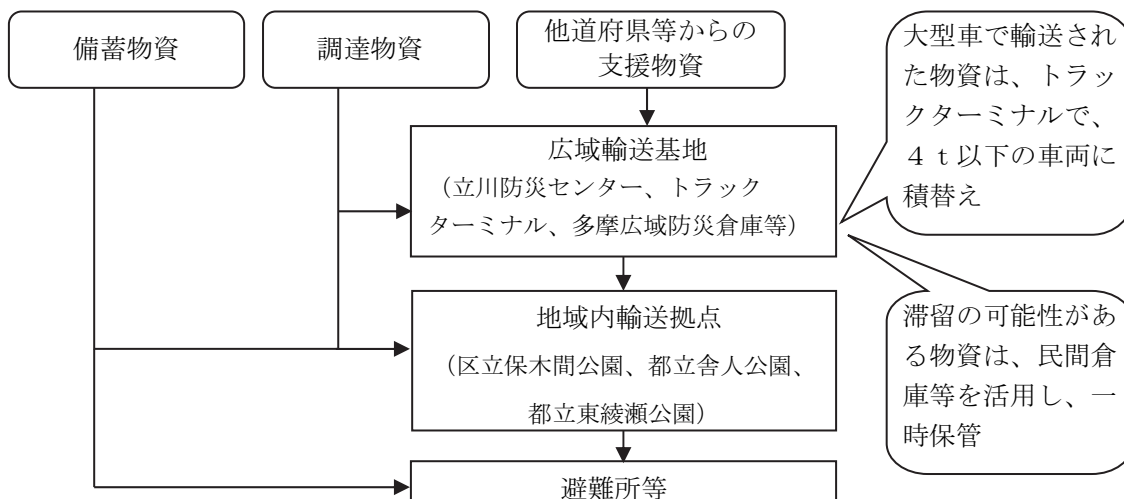 備蓄物資
調達物資
他道府県等からの
支援物資
大型車で輸送され
た物資は、トラッ
クターミナルで、
４ｔ以下の車両に
積替え
広域輸送基地
（立川防災センター、トラック
ターミナル、多摩広域防災倉庫等）
地域内輸送拠点
（区立保木間公園、都立舎人公園、
都立東綾瀬公園）
滞留の可能性があ
る物資は、民間倉
庫等を活用し、一
時保管
避難所等